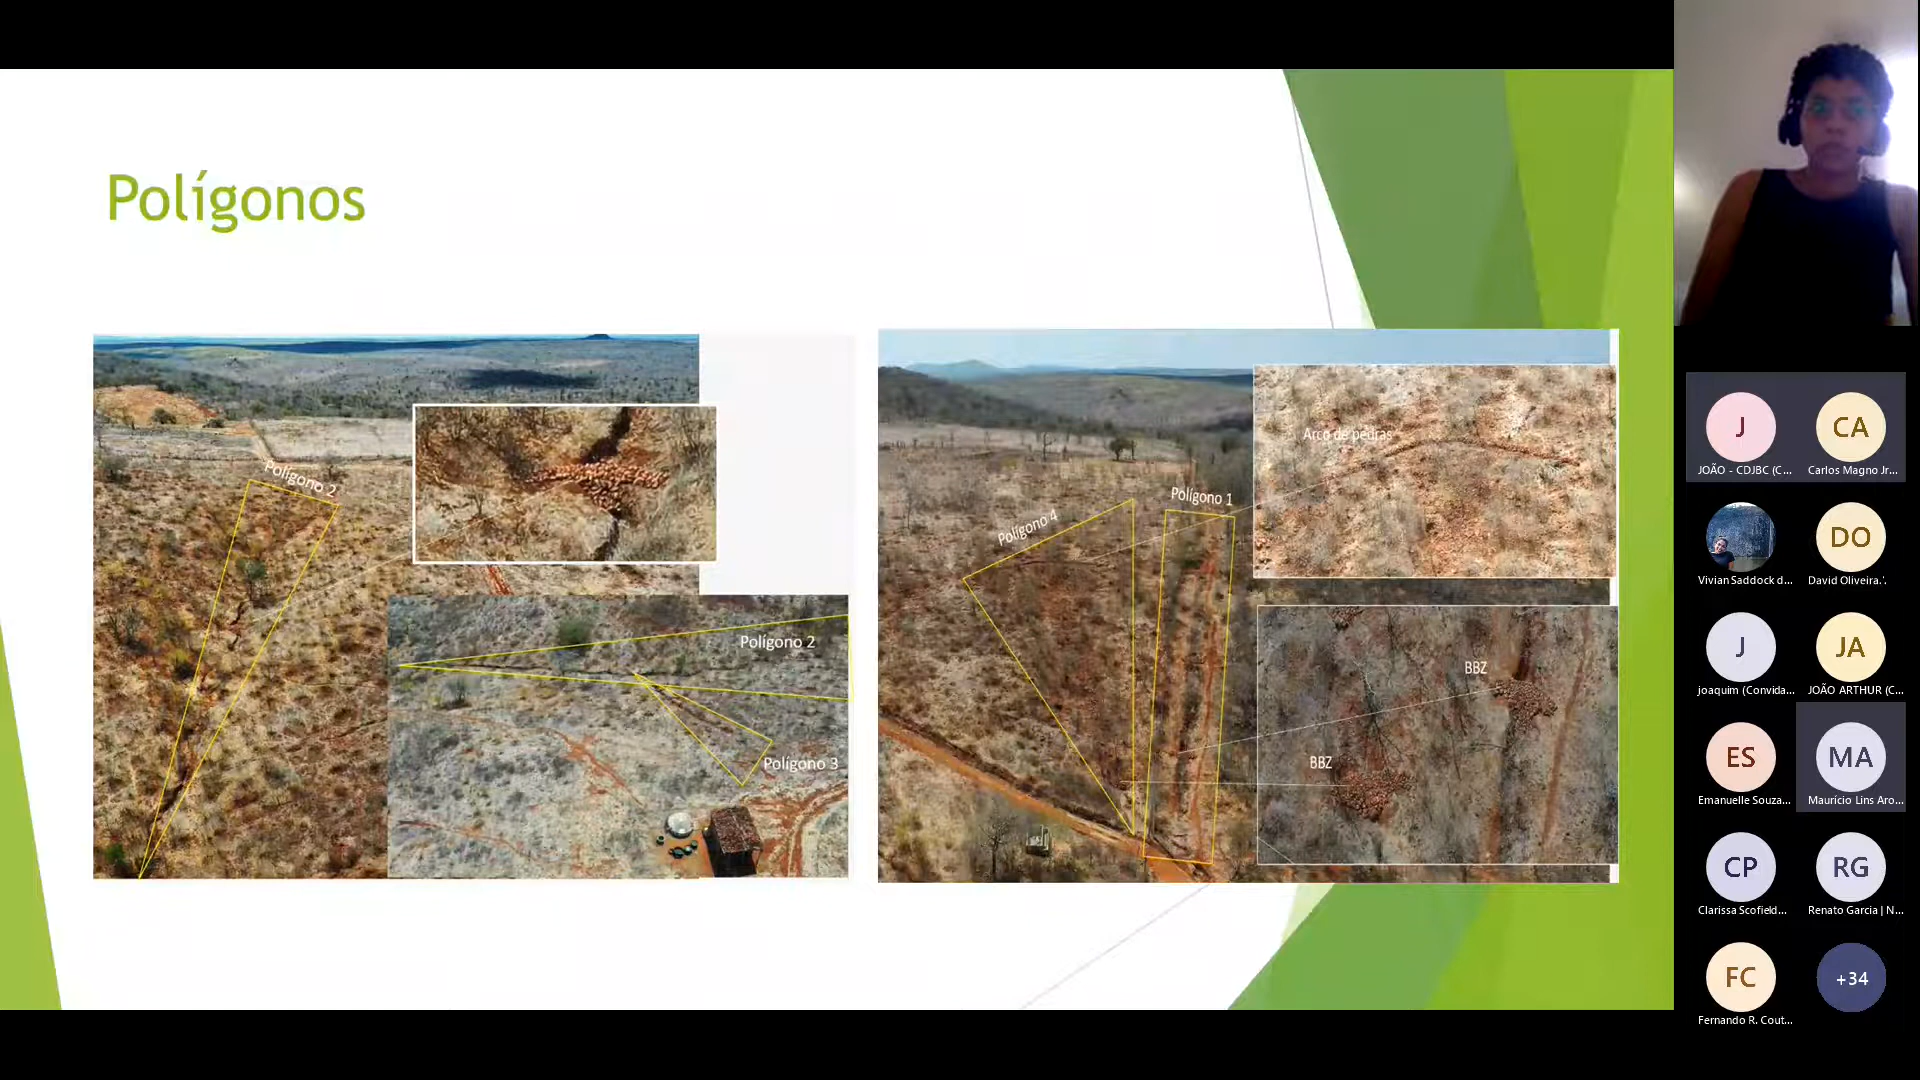 Polígonos
Polígono 2
Polígono 2
Polígono 3
Polígono 4
Polígono 1
Arco de pedras
BBZ
BBZ
J
CA
JOÃO - CDJBC (C...
Carlos Magno Jr...
Vivian Saddock d...
DO
David Oliveira.'.
J
JA
joaquim (Convida...
JOÃO ARTHUR (C...
ES
MA
Emanuelle Souza...
Maurício Lins Aro...
CP
RG
Clarissa Scofield...
Renato Garcia | N...
FC
+34
Fernando R. Cout...